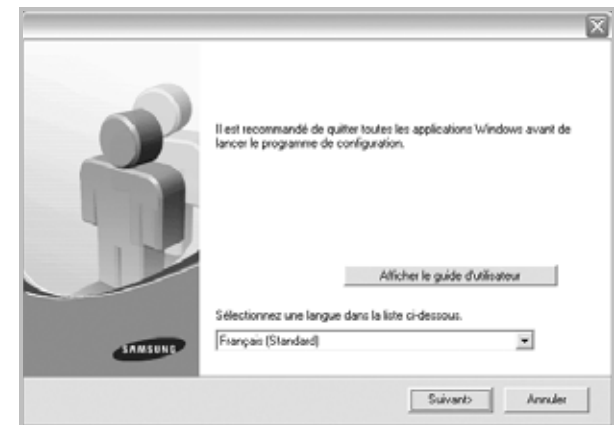 Il est recommandé de quitter toutes les applications Windows avant de
lancer le programme de configuration.
Afficher le guide d'utilisateur
Sélectionnez une langue dans la liste ci-dessous.
Français (Standard)
SAMSUNG
Suivant>
Annuler